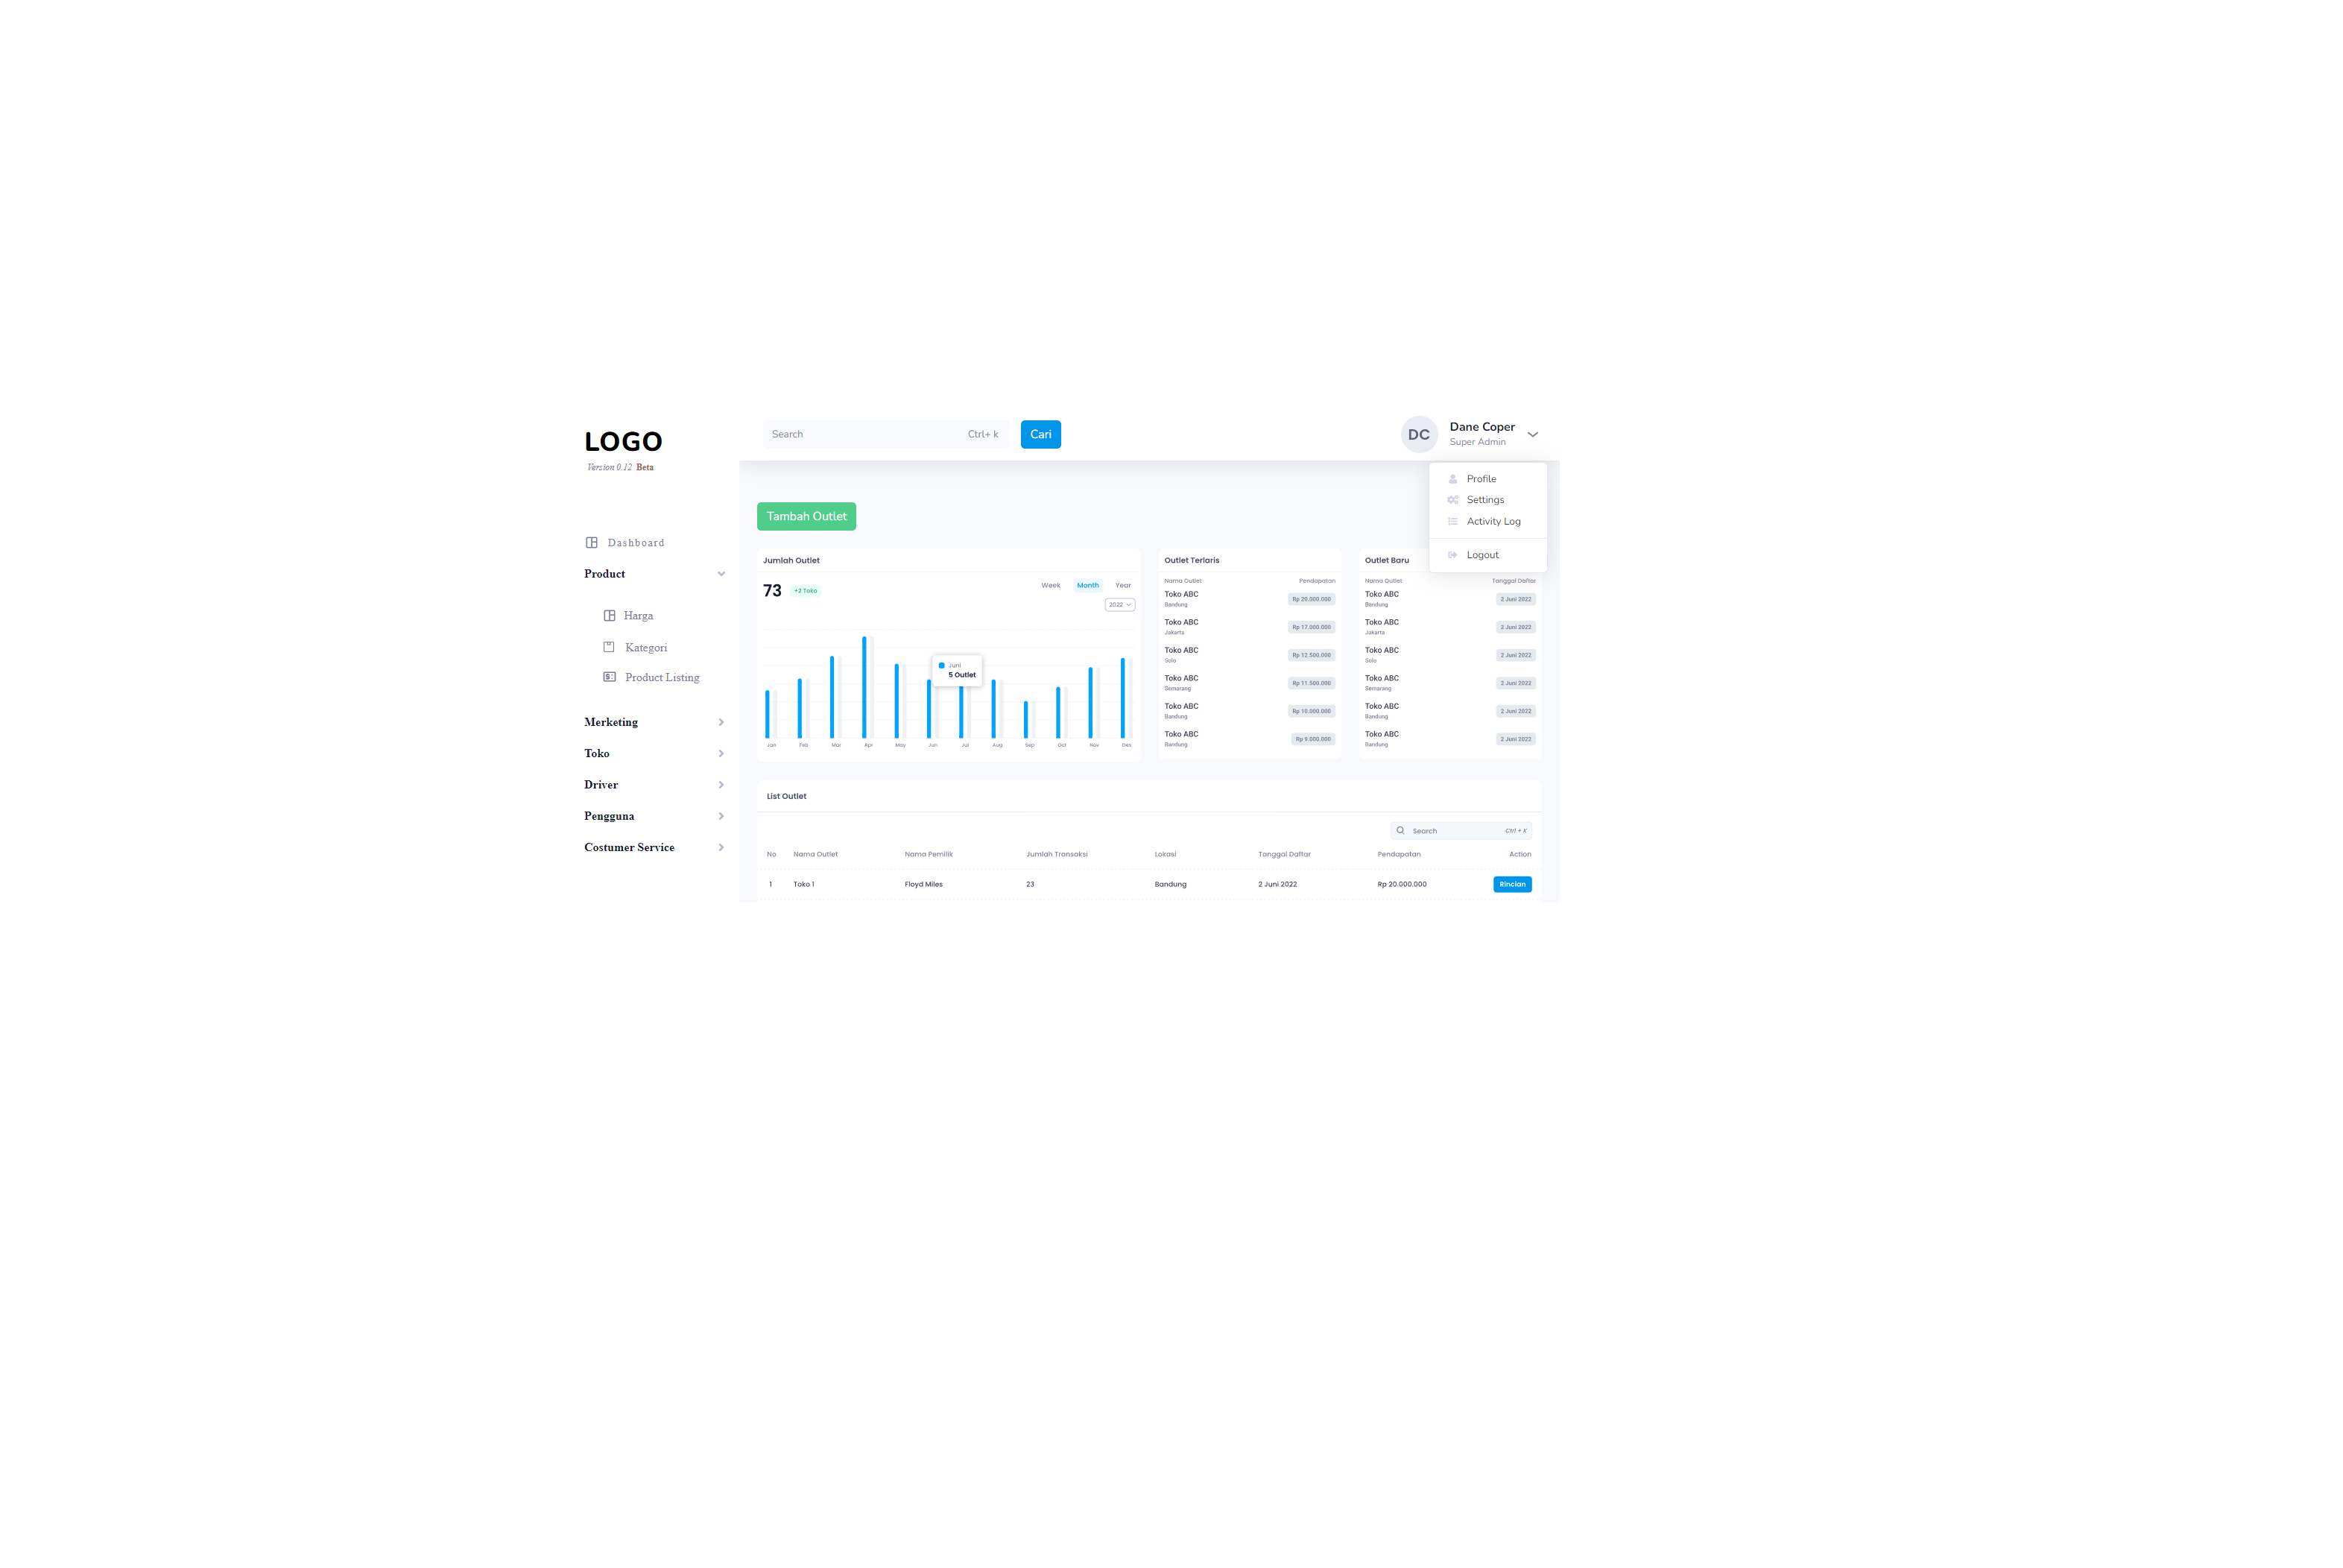 LOGO
Version 0.12 Beta
Dashboard
Product
Harga
Kategori
Product Listing
Merketing
Toko
Driver
Pengguna
Costumer Service
Search Ctrl+ k Cari
DC Dane Coper
Super Admin
Profile
Settings
Activity Log
Logout
Tambah Outlet
Jumlah Outlet
73 +2 Toko
Week Month Year
2022
Juni
5 Outlet
Jan Feb Mar Apr May Jun Jul Aug Sep Oct Nov Dec
Outlet Terlaris
Nama Outlet Pendapatan
Toko ABC
Bandung
Rp 20.000.000
Toko ABC
Jakarta
Rp 17.000.000
Toko ABC
Solo
Rp 12.500.000
Toko ABC
Semarang
Rp 11.500.000
Toko ABC
Bandung
Rp 10.000.000
Toko ABC
Bandung
Rp 9.000.000
Outlet Baru
Nama Outlet Tanggal Daftar
Toko ABC
Bandung
2 Juni 2022
Toko ABC
Jakarta
2 Juni 2022
Toko ABC
Solo
2 Juni 2022
Toko ABC
Semarang
2 Juni 2022
Toko ABC
Bandung
2 Juni 2022
Toko ABC
Bandung
2 Juni 2022
List Outlet
Search Ctrl + K
No Nama Outlet Nama Pemilik Jumlah Transaksi Lokasi Tanggal Daftar Pendapatan Action
1 Toko 1 Floyd Miles 23 Bandung 2 Juni 2022 Rp 20.000.000 Rincian